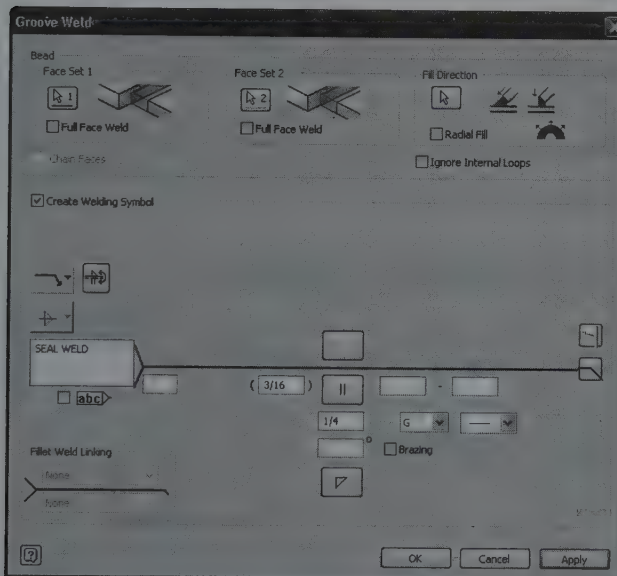 Groove Weld
Bead
Face Set 1
Face Set 2
Fill Direction
1
2
Full Face Weld
Full Face Weld
Radial Fill
Chain Faces
Ignore Internal Loops
Create Welding Symbol
SEAL WELD
( 3/16 )
-
abc
1/4
G
°
Brazing
Fillet Weld Linking
None
None
?
OK
Cancel
Apply